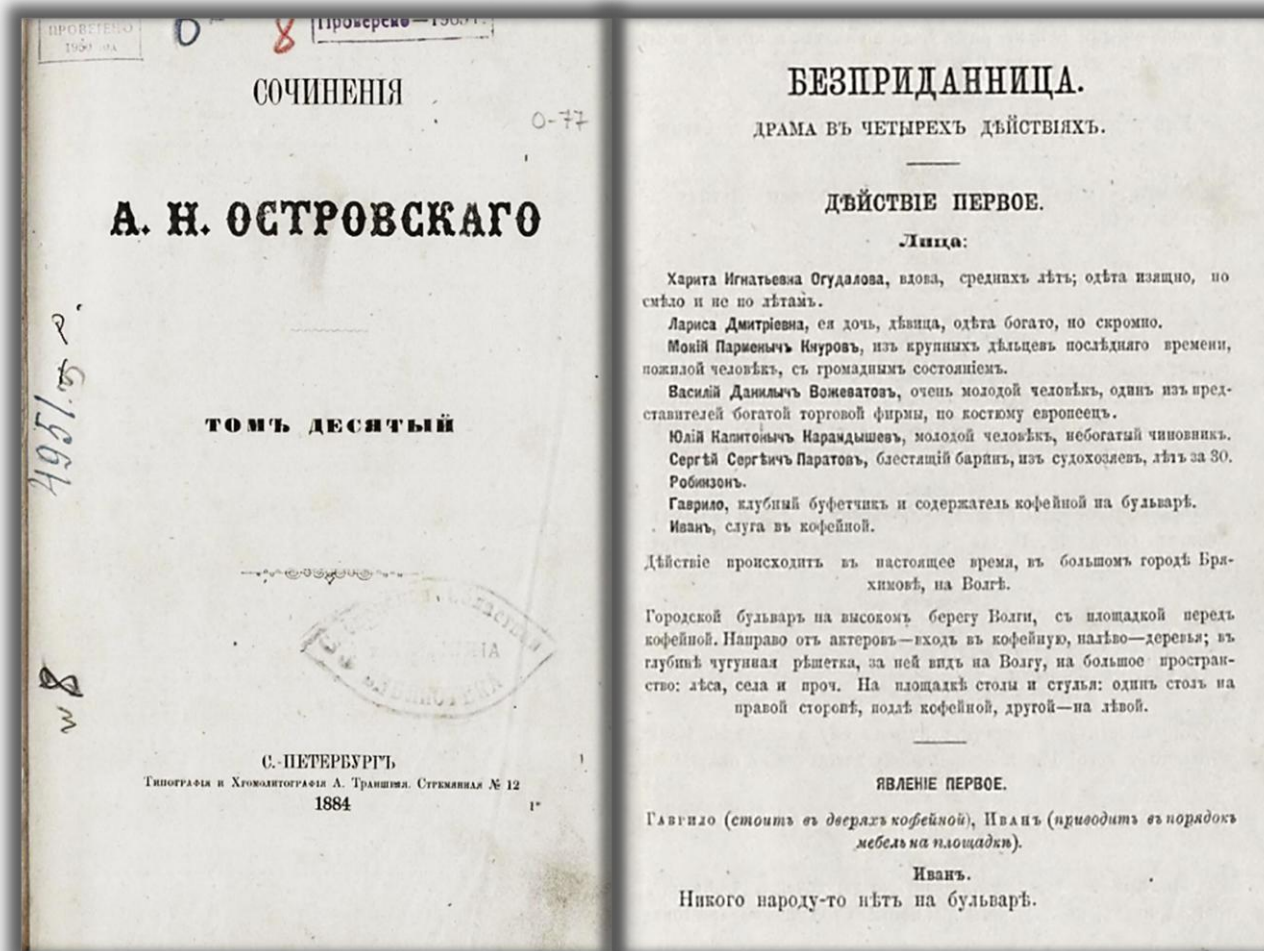 ПРОВЕРЕНО
8
Проверено—1963 г.
СОЧИНЕНІЯ
О-77
А. Н. ОСТРОВСКАГО
ТОМЪ ДЕСЯТЫЙ
С.-ПЕТЕРБУРГЪ
Типографія и Хромолитографія А. Траншеля. Стремянная № 12
1884
1*
4951
№ 8
БЕЗПРИДАННИЦА.
ДРАМА ВЪ ЧЕТЫРЕХЪ ДѢЙСТВІЯХЪ.
ДѢЙСТВІЕ ПЕРВОЕ.
Лица:
Харита Игнатьевна Огудалова, вдова, среднихъ лѣтъ; одѣта изящно, но
смѣло и не по лѣтамъ.
Лариса Дмитріевна, ея дочь, дѣвица, одѣта богато, но скромно.
Мокій Парменычъ Кнуровъ, изъ крупныхъ дѣльцевъ послѣдняго времени,
пожилой человѣкъ, съ громаднымъ состояніемъ.
Василій Данилычъ Вожеватовъ, очень молодой человѣкъ, одинъ изъ пред-
ставителей богатой торговой фирмы, по костюму европеецъ.
Юлій Капитонычъ Карандышевъ, молодой человѣкъ, небогатый чиновникъ.
Сергѣй Сергѣичъ Паратовъ, блестящій баринъ, изъ судохозяевъ, лѣтъ за 30.
Робинзонъ.
Гаврило, клубный буфетчикъ и содержатель кофейной на бульварѣ.
Иванъ, слуга въ кофейной.
Дѣйствіе происходитъ въ настоящее время, въ большомъ городѣ Бря-
химовѣ, на Волгѣ.
Городской бульваръ на высокомъ берегу Волги, съ площадкой передъ
кофейной. Направо отъ актеровъ—входъ въ кофейную, налѣво—деревья; въ
глубинѣ чугунная рѣшетка, за ней видъ на Волгу, на большое простран-
ство: лѣса, села и проч. На площадкѣ столы и стулья: одинъ столъ на
правой сторонѣ, подлѣ кофейной, другой—на лѣвой.
ЯВЛЕНІЕ ПЕРВОЕ.
Гаврило (стоитъ въ дверяхъ кофейной), Иванъ (приводитъ въ порядокъ
мебель на площадкѣ).
Иванъ.
Никого народу-то нѣтъ на бульварѣ.